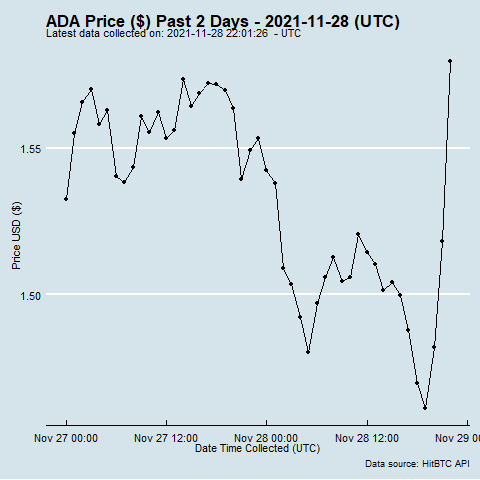 ADA Price ($) Past 2 Days - 2021-11-28 (UTC)
Latest data collected on: 2021-11-28 22:01:26 - UTC
1.55
1.50
Price USD ($)
Nov 27 00:00 Nov 27 12:00 Nov 28 00:00 Nov 28 12:00 Nov 29 0
Date Time Collected (UTC)
Data source: HitBTC API